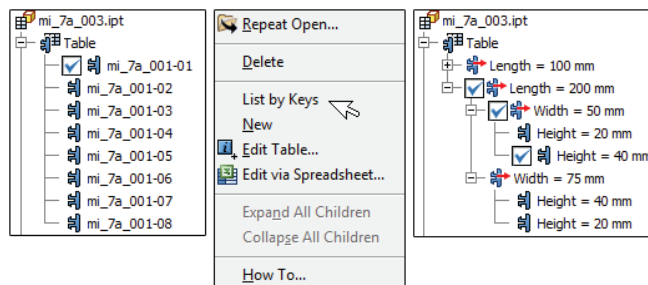 mi_7a_003.ipt
Table
mi_7a_001-01
mi_7a_001-02
mi_7a_001-03
mi_7a_001-04
mi_7a_001-05
mi_7a_001-06
mi_7a_001-07
mi_7a_001-08
Repeat Open...
Delete
List by Keys
New
Edit Table...
Edit via Spreadsheet...
Expand All Children
Collapse All Children
How To...
mi_7a_003.ipt
Table
Length = 100 mm
Length = 200 mm
Width = 50 mm
Height = 20 mm
Height = 40 mm
Width = 75 mm
Height = 40 mm
Height = 20 mm